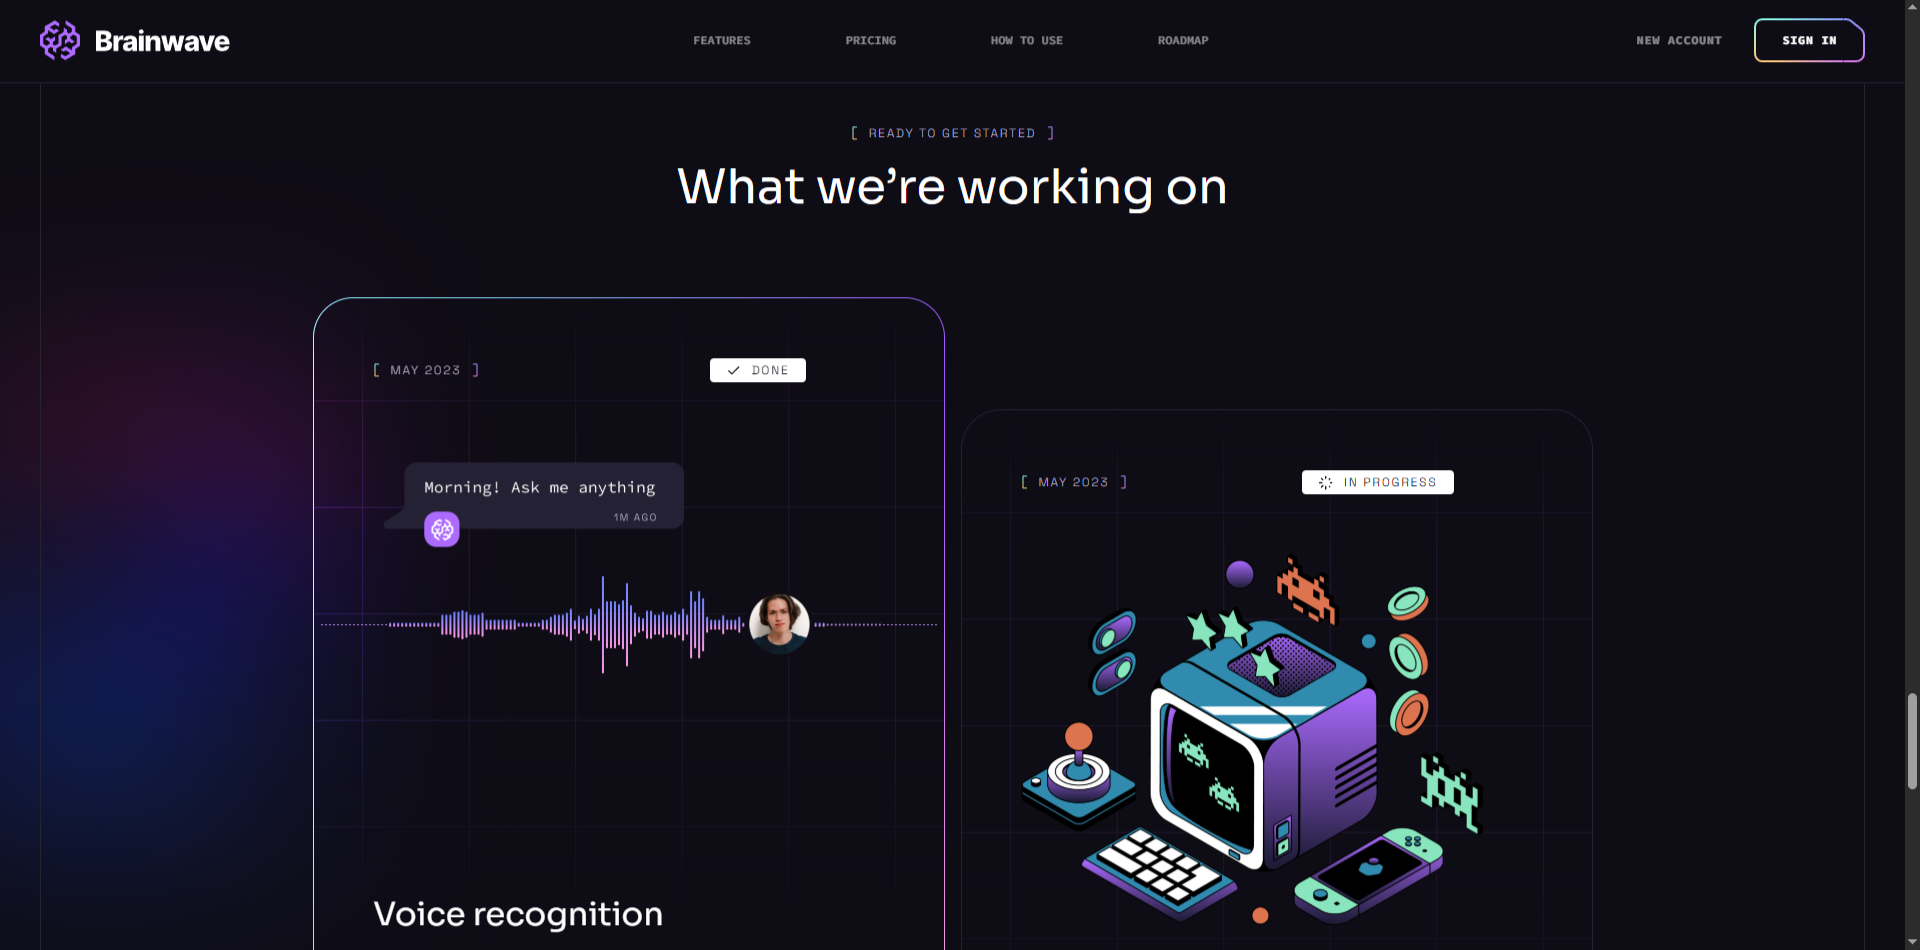 Brainwave
FEATURES
PRICING
HOW TO USE
ROADMAP
NEW ACCOUNT
SIGN IN
[ READY TO GET STARTED ]
What we’re working on
[ MAY 2023 ]
DONE
Morning! Ask me anything
1M AGO
Voice recognition
[ MAY 2023 ]
IN PROGRESS